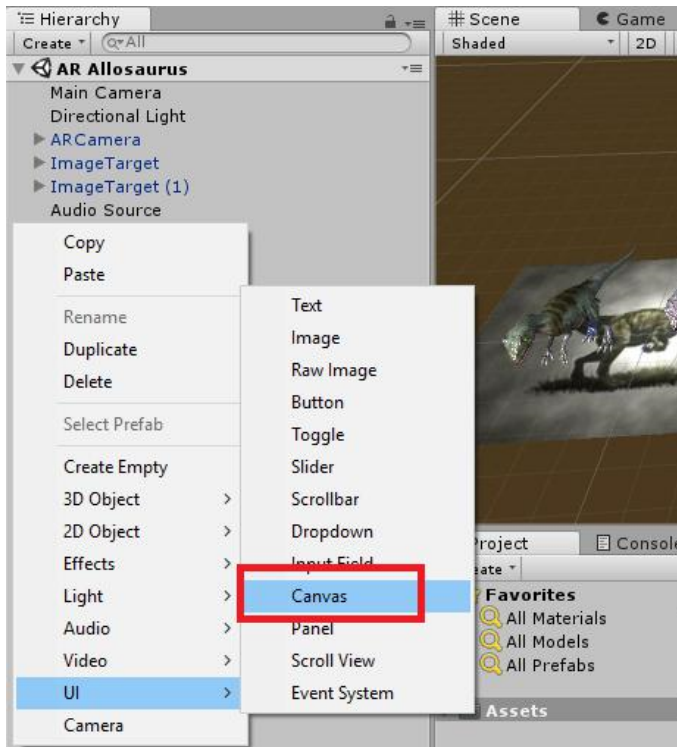 Hierarchy
Create All
AR Allosaurus
Main Camera
Directional Light
ARCamera
ImageTarget
ImageTarget (1)
Audio Source
Copy
Paste
Rename
Duplicate
Delete
Select Prefab
Create Empty
3D Object
2D Object
Effects
Light
Audio
Video
UI
Camera
Text
Image
Raw Image
Button
Toggle
Slider
Scrollbar
Dropdown
Input Field
Canvas
Panel
Scroll View
Event System
Scene Game
Shaded 2D
Project Console
eate
Favorites
All Materials
All Models
All Prefabs
Assets